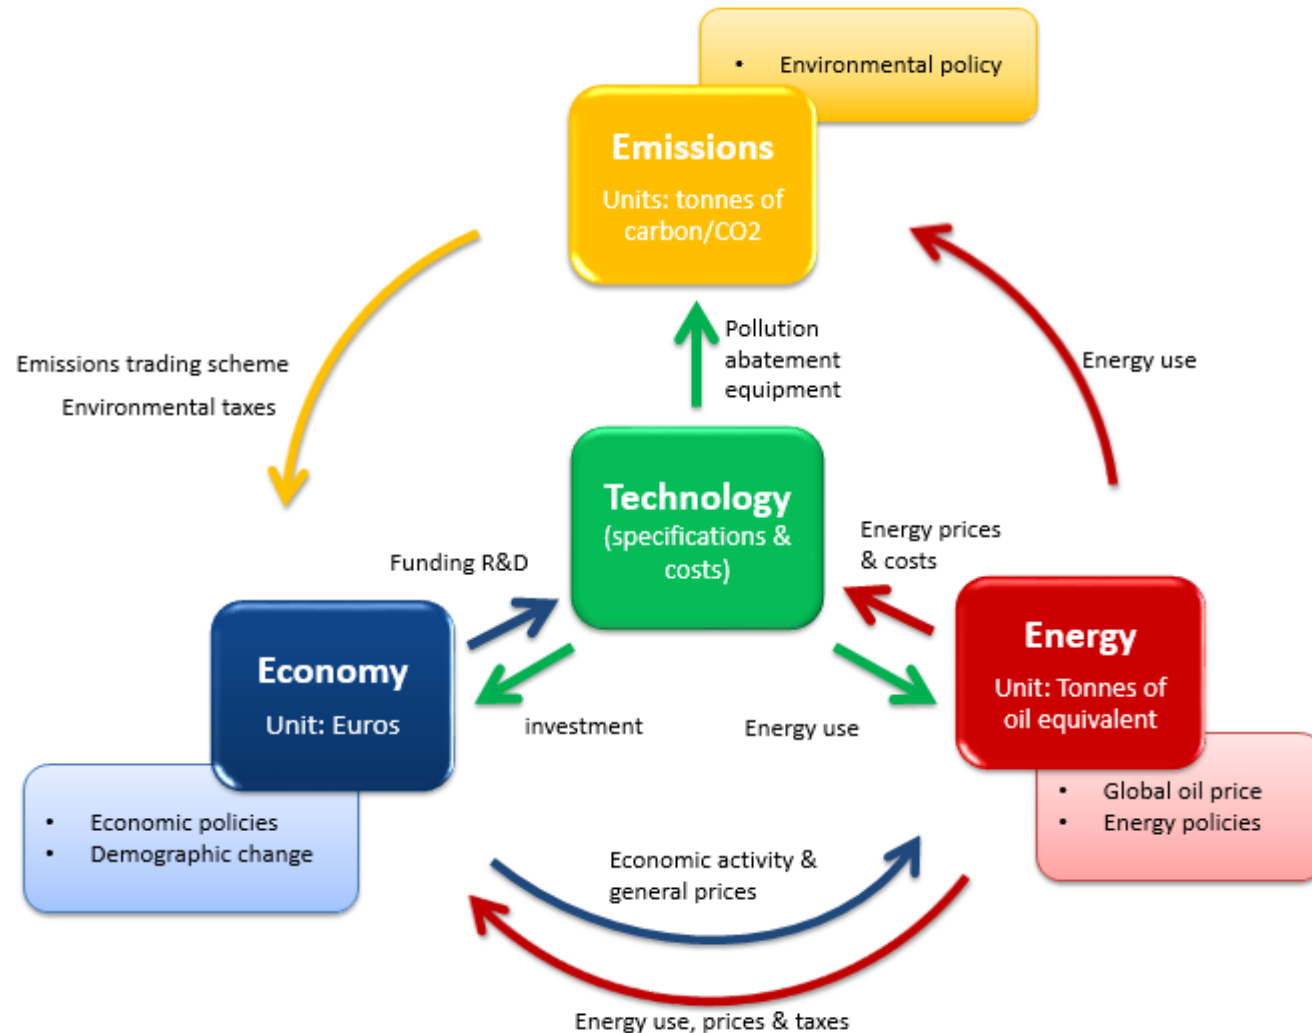 • Environmental policy
Emissions
Units: tonnes of
carbon/CO2
Pollution
abatement
equipment
Energy use
Emissions trading scheme
Environmental taxes
Technology
(specifications &
costs)
Energy prices
& costs
Funding R&D
Economy
Unit: Euros
Energy
Unit: Tonnes of
oil equivalent
investment
Energy use
• Economic policies
• Demographic change
• Global oil price
• Energy policies
Economic activity &
general prices
Energy use, prices & taxes